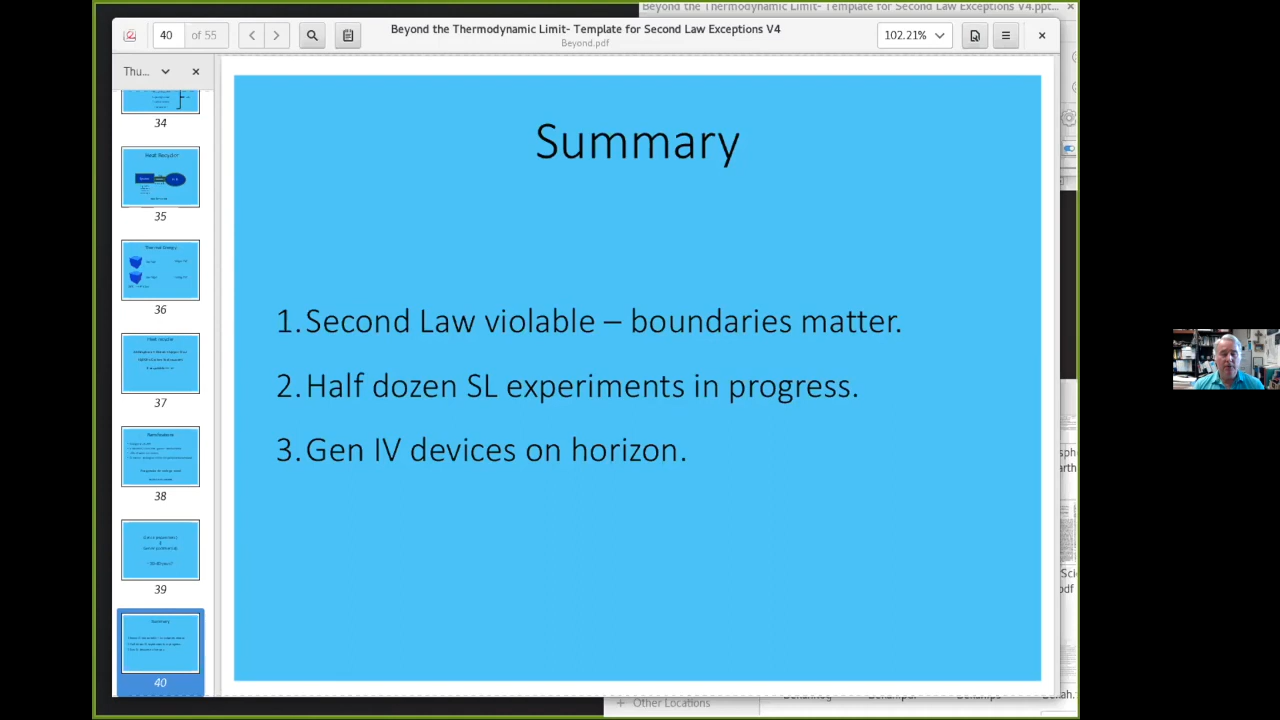 Beyond the Thermodynamic Limit- Template for Second Law Exceptions V4.ppt...
40 of 55
Beyond the Thermodynamic Limit- Template for Second Law Exceptions V4
Beyond.pdf
102.21%
Thu...
34
35
36
37
38
39
Summary
40
Summary
1. Second Law violable – boundaries matter.
2. Half dozen SL experiments in progress.
3. Gen IV devices on horizon.
Other Locations